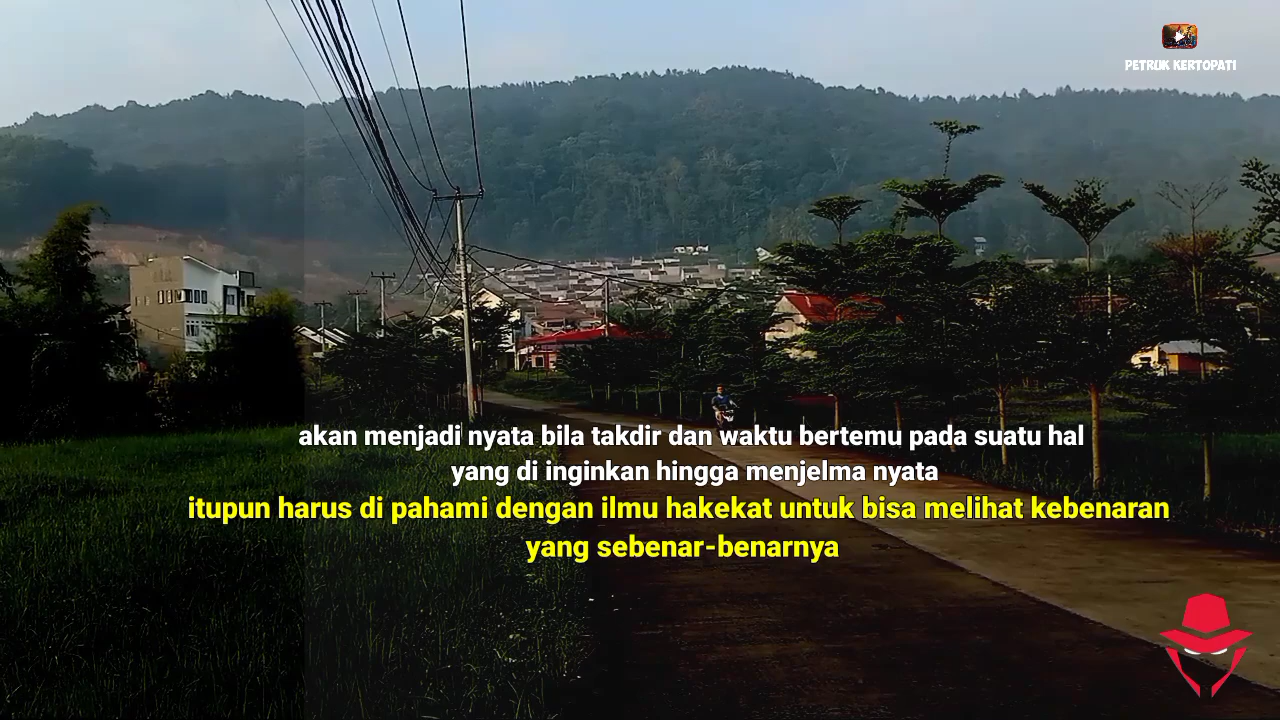 PETRUK KERTOPATI
akan menjadi nyata bila takdir dan waktu bertemu pada suatu hal
yang di inginkan hingga menjelma nyata
itupun harus di pahami dengan ilmu hakekat untuk bisa melihat kebenaran
yang sebenar-benarnya